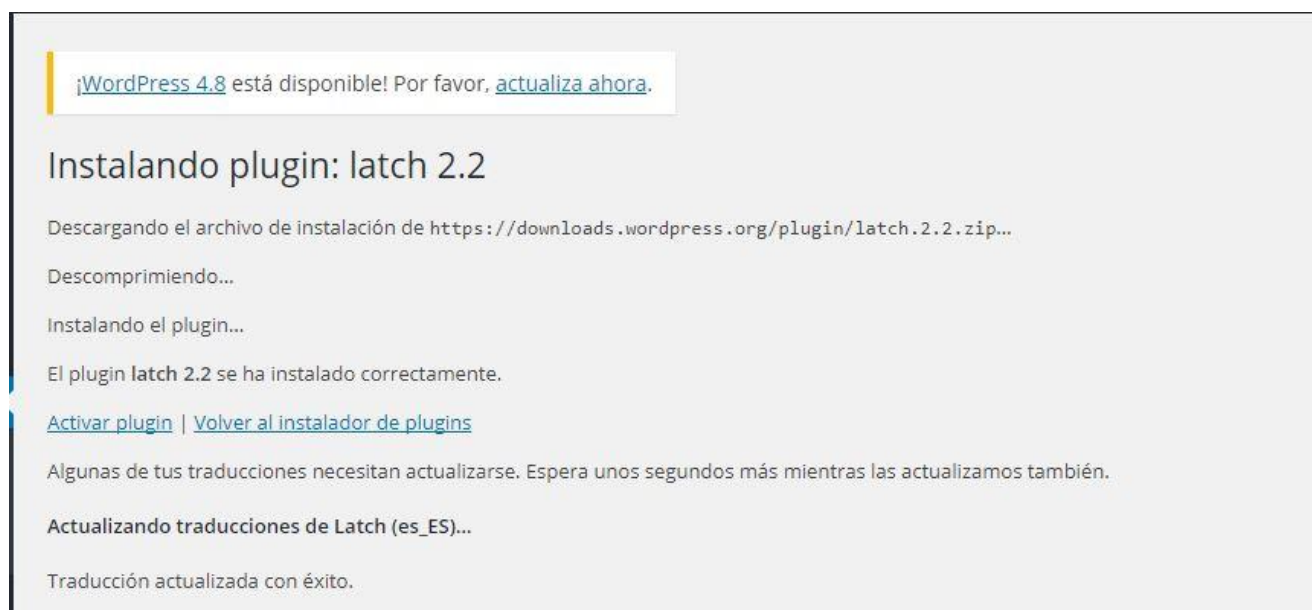 ¡WordPress 4.8 está disponible! Por favor, actualiza ahora.
Instalando plugin: latch 2.2
Descargando el archivo de instalación de https://downloads.wordpress.org/plugin/latch.2.2.zip...
Descomprimiendo...
Instalando el plugin...
El plugin latch 2.2 se ha instalado correctamente.
Activar plugin | Volver al instalador de plugins
Algunas de tus traducciones necesitan actualizarse. Espera unos segundos más mientras las actualizamos también.
Actualizando traducciones de Latch (es_ES)...
Traducción actualizada con éxito.